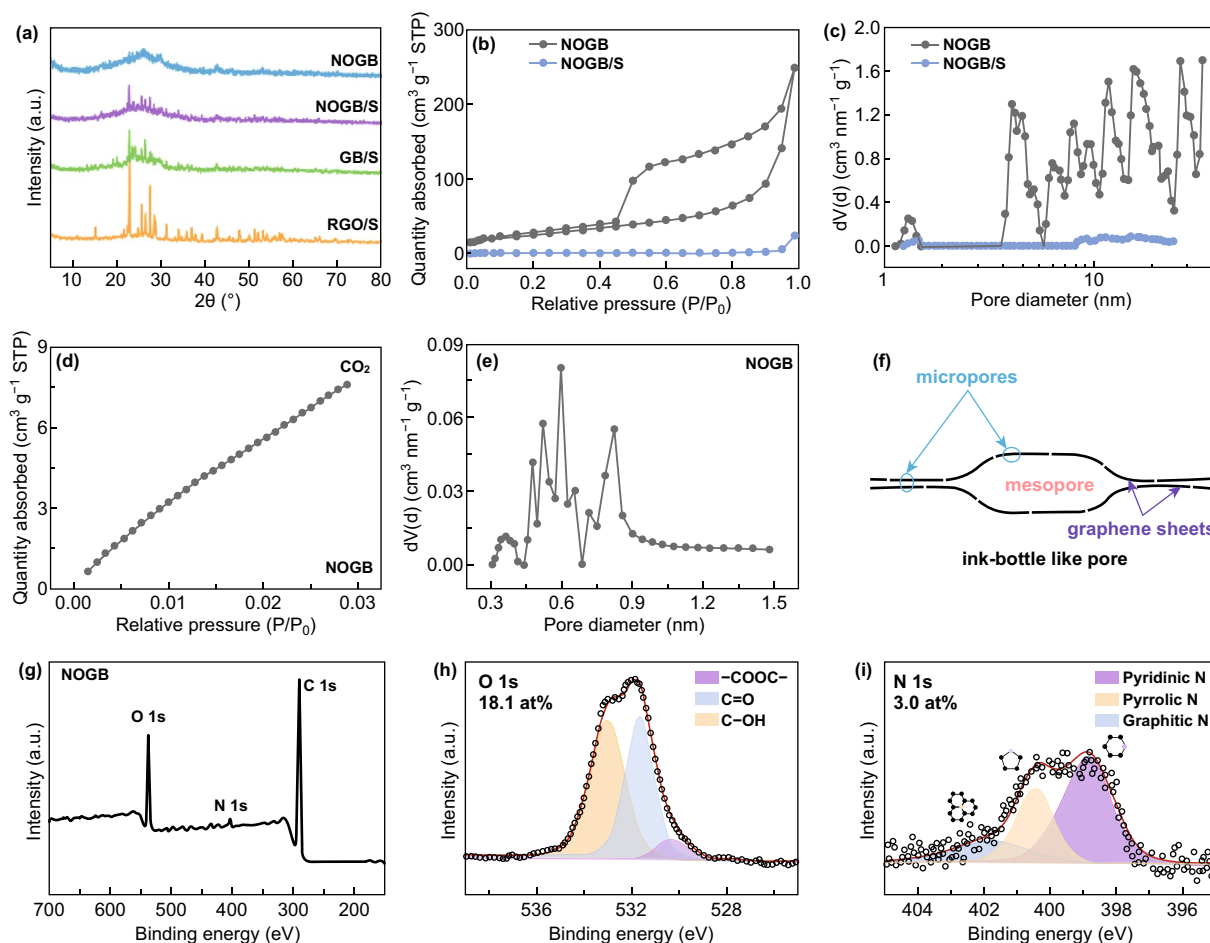 (a)
NOGB
NOGB/S
GB/S
RGO/S
Intensity (a.u.)
10 20 30 40 50 60 70 80
2θ (°)
(b)
NOGB
NOGB/S
Quantity absorbed (cm³ g⁻¹ STP)
300
200
100
0
0.0 0.2 0.4 0.6 0.8 1.0
Relative pressure (P/P₀)
(c)
NOGB
NOGB/S
dV(d) (cm³ nm⁻¹ g⁻¹)
1.8
1.2
0.6
0.0
1 10
Pore diameter (nm)
(d)
CO₂
NOGB
Quantity absorbed (cm³ g⁻¹ STP)
9
6
3
0
0.00 0.01 0.02 0.03
Relative pressure (P/P₀)
(e)
NOGB
dV(d) (cm³ nm⁻¹ g⁻¹)
0.09
0.06
0.03
0.00
0.3 0.6 0.9 1.2 1.5
Pore diameter (nm)
(f)
micropores
mesopore
graphene sheets
ink-bottle like pore
(g)
NOGB
O 1s
N 1s
C 1s
Intensity (a.u.)
700 600 500 400 300 200
Binding energy (eV)
(h)
O 1s
18.1 at%
−COOC−
C=O
C−OH
Intensity (a.u.)
536 532 528
Binding energy (eV)
(i)
N 1s
3.0 at%
Pyridinic N
Pyrrolic N
Graphitic N
Intensity (a.u.)
404 402 400 398 396
Binding energy (eV)